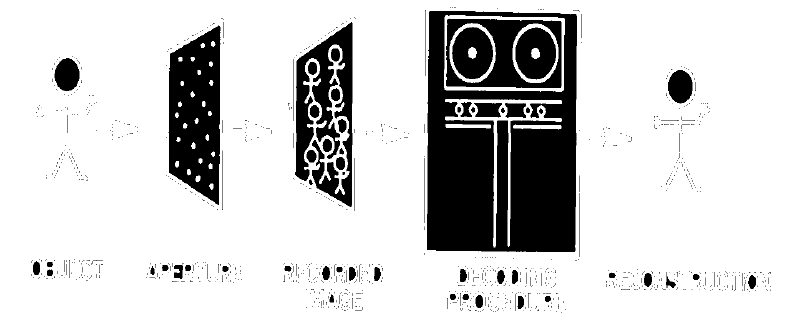 OBJECT
APERTURE
RECORDED
IMAGE
DECODING
PROCEDURE
RECONSTRUCTION